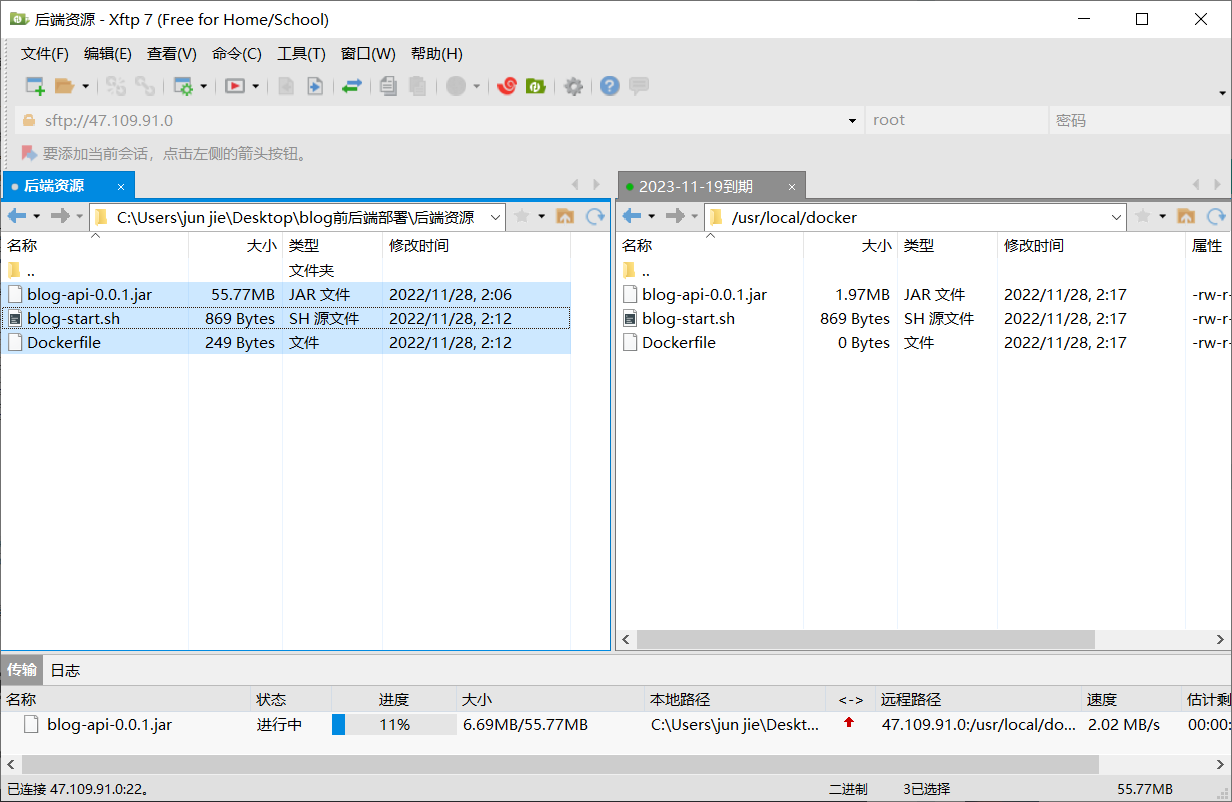 后端资源 - Xftp 7 (Free for Home/School)
文件(F) 编辑(E) 查看(V) 命令(C) 工具(T) 窗口(W) 帮助(H)
sftp://47.109.91.0 root 密码
要添加当前会话，点击左侧的箭头按钮。
后端资源 × 2023-11-19到期 ×
C:\Users\jun jie\Desktop\blog前后端部署\后端资源 /usr/local/docker
名称 大小 类型 修改时间 名称 大小 类型 修改时间 属性
.. 文件夹 ..
blog-api-0.0.1.jar 55.77MB JAR 文件 2022/11/28, 2:06 blog-api-0.0.1.jar 1.97MB JAR 文件 2022/11/28, 2:17 -rw-r-
blog-start.sh 869 Bytes SH 源文件 2022/11/28, 2:12 blog-start.sh 869 Bytes SH 源文件 2022/11/28, 2:17 -rw-r-
Dockerfile 249 Bytes 文件 2022/11/28, 2:12 Dockerfile 0 Bytes 文件 2022/11/28, 2:17 -rw-r-
传输 日志
名称 状态 进度 大小 本地路径 <-> 远程路径 速度 估计剩
blog-api-0.0.1.jar 进行中 11% 6.69MB/55.77MB C:\Users\jun jie\Deskt... 47.109.91.0:/usr/local/do... 2.02 MB/s 00:00:
已连接 47.109.91.0:22。 二进制 3已选择 55.77MB